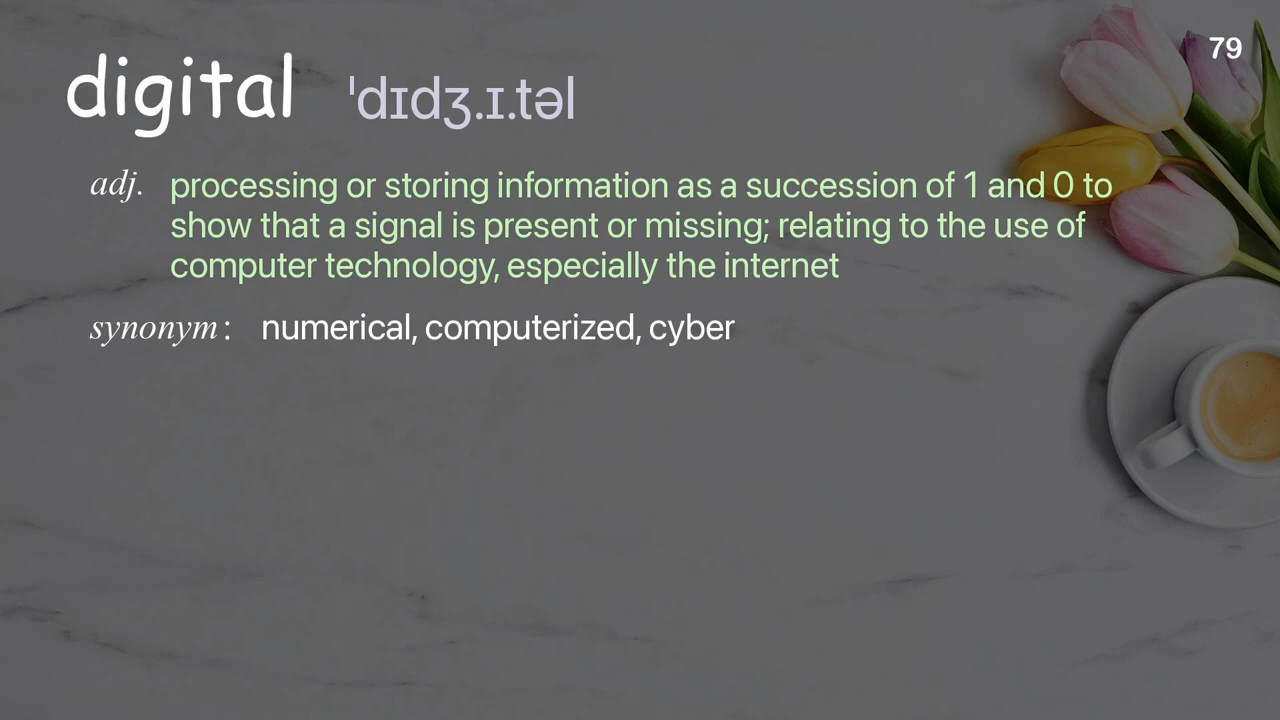 79
digital ˈdɪdʒ.ɪ.təl
adj. processing or storing information as a succession of 1 and 0 to
show that a signal is present or missing; relating to the use of
computer technology, especially the internet
synonym: numerical, computerized, cyber